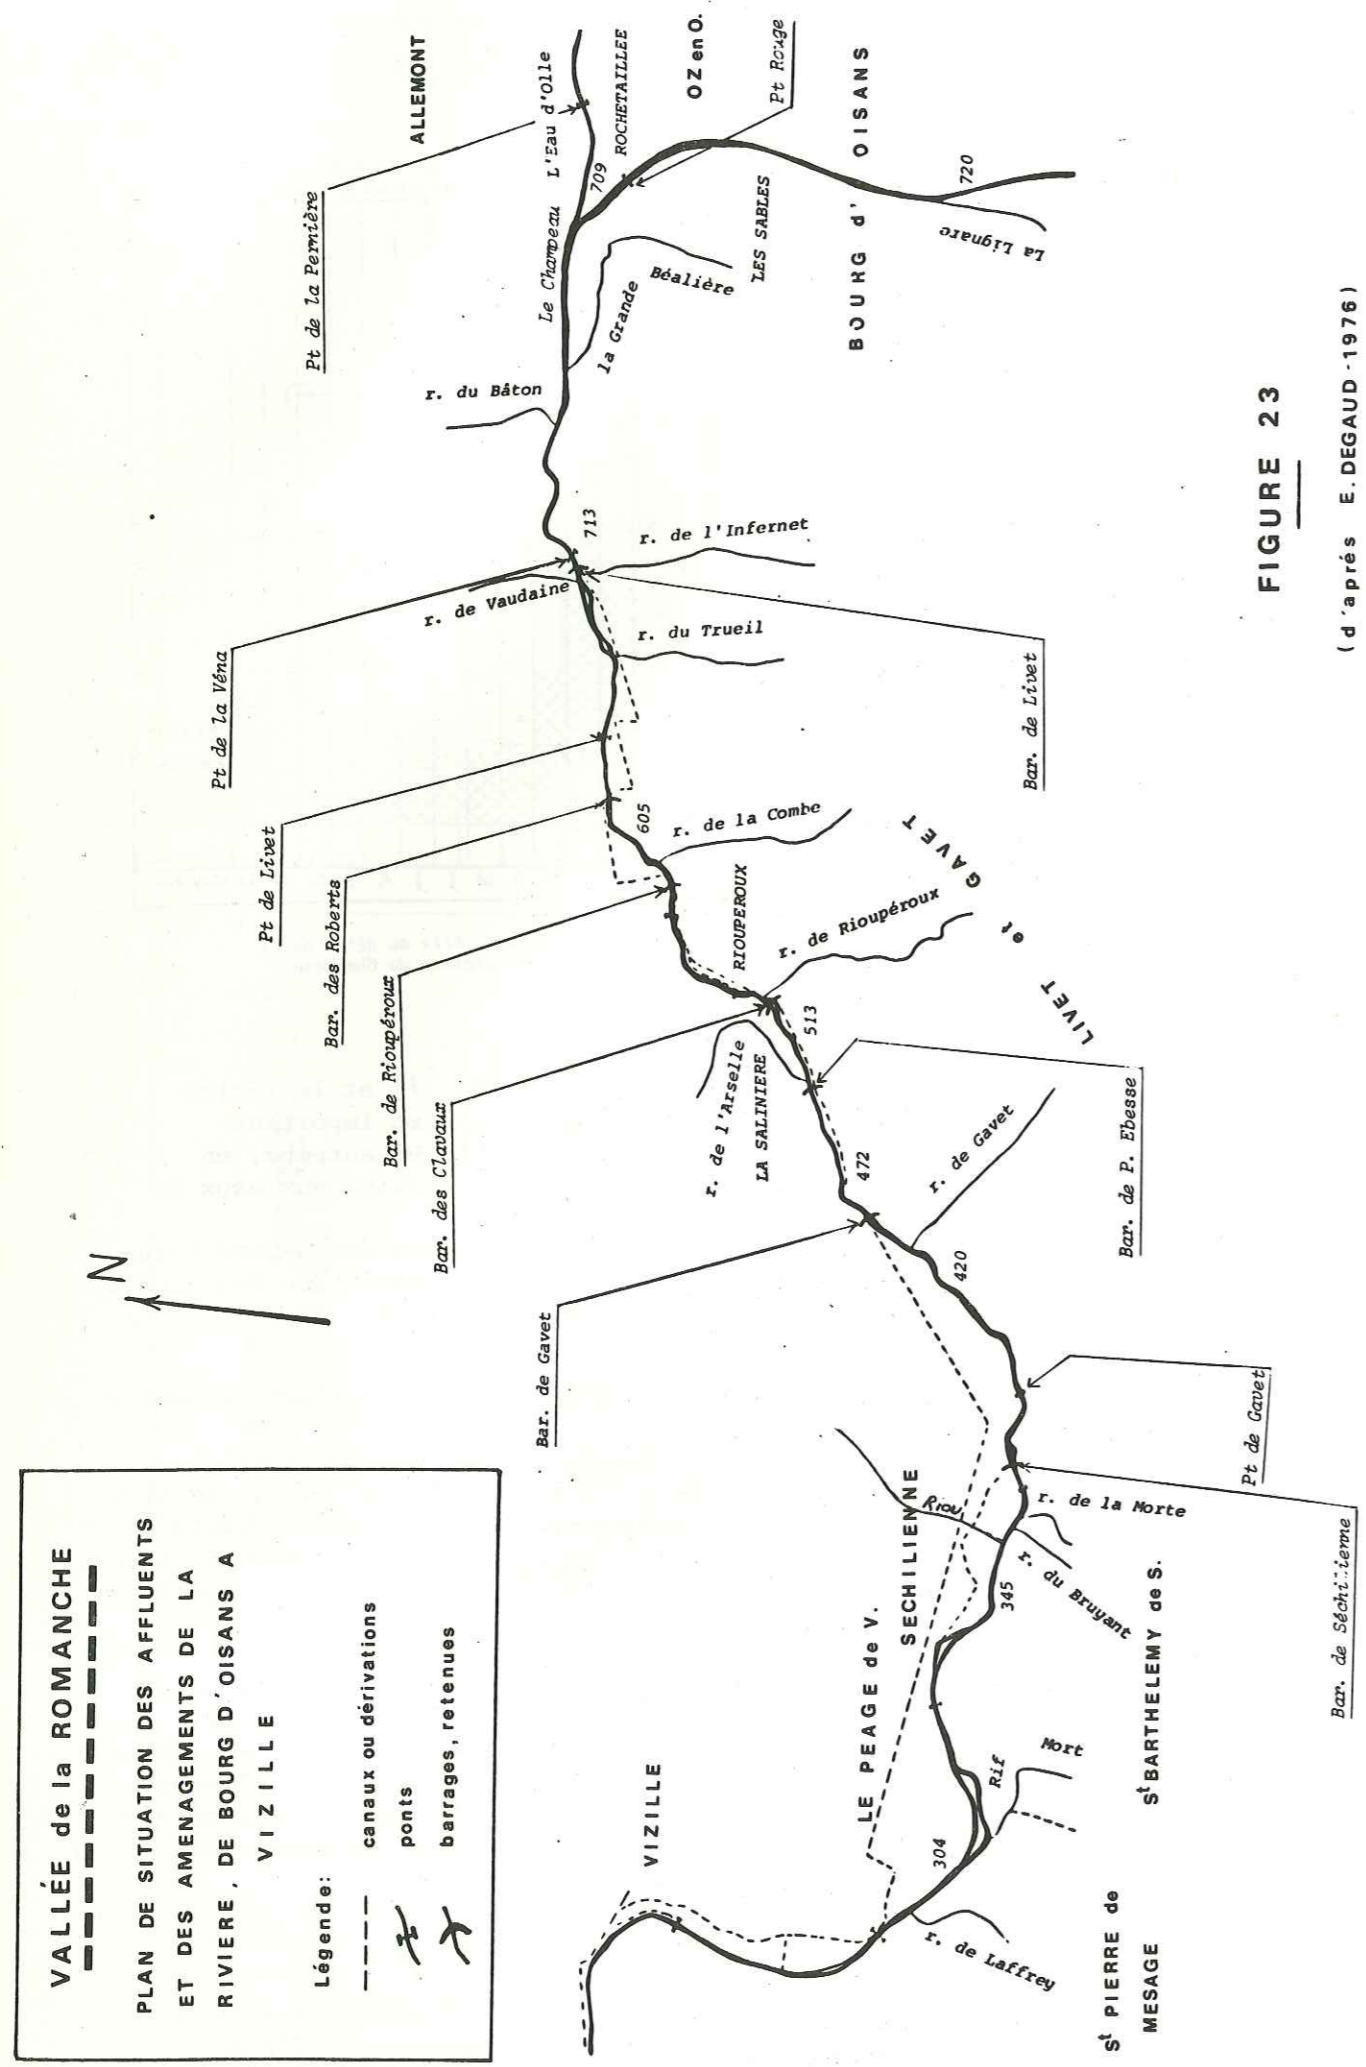 VALLÉE de la ROMANCHE
PLAN DE SITUATION DES AFFLUENTS
ET DES AMENAGEMENTS DE LA
RIVIERE, DE BOURG D'OISANS A
VIZILLE
Légende:
canaux ou dérivations
ponts
barrages, retenues
N
Pt de la Pernière
ALLEMONT
Le Champeau
L'Eau d'Olle
709
ROCHETAILLEE
OZ en O.
Pt Rouge
r. du Bâton
la Grande
Béalière
LES SABLES
BOURG d' OISANS
720
La Lignare
Pt de la Véna
r. de Vaudaine
713
r. de l'Infernet
r. du Trueil
Bar. de Livet
Pt de Livet
Bar. des Roberts
605
r. de la Combe
Bar. de Rioupéroux
RIOUPEROUX
r. de Rioupéroux
LIVET et GAVET
Bar. des Clavaux
r. de l'Arselle
LA SALINIERE
513
Bar. de P. Ebesse
472
r. de Gavet
Bar. de Gavet
420
Pt de Gavet
SECHILIENNE
Riou
r. de la Morte
r. du Bruyant
345
Bar. de Séchilienne
St BARTHELEMY de S.
LE PEAGE de V.
Rif
Mort
VIZILLE
304
r. de Laffrey
St PIERRE de
MESAGE
FIGURE 23
(d'aprés E. DEGAUD -1976)